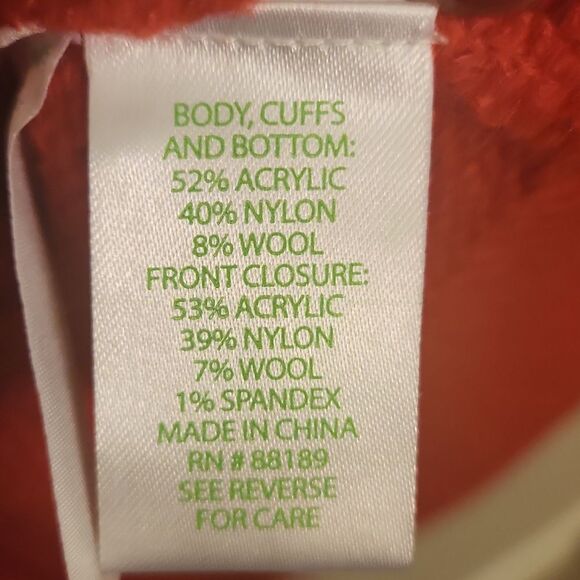 BODY, CUFFS
AND BOTTOM:
52% ACRYLIC
40% NYLON
8% WOOL
FRONT CLOSURE:
53% ACRYLIC
39% NYLON
7% WOOL
1% SPANDEX
MADE IN CHINA
RN # 88189
SEE REVERSE
FOR CARE